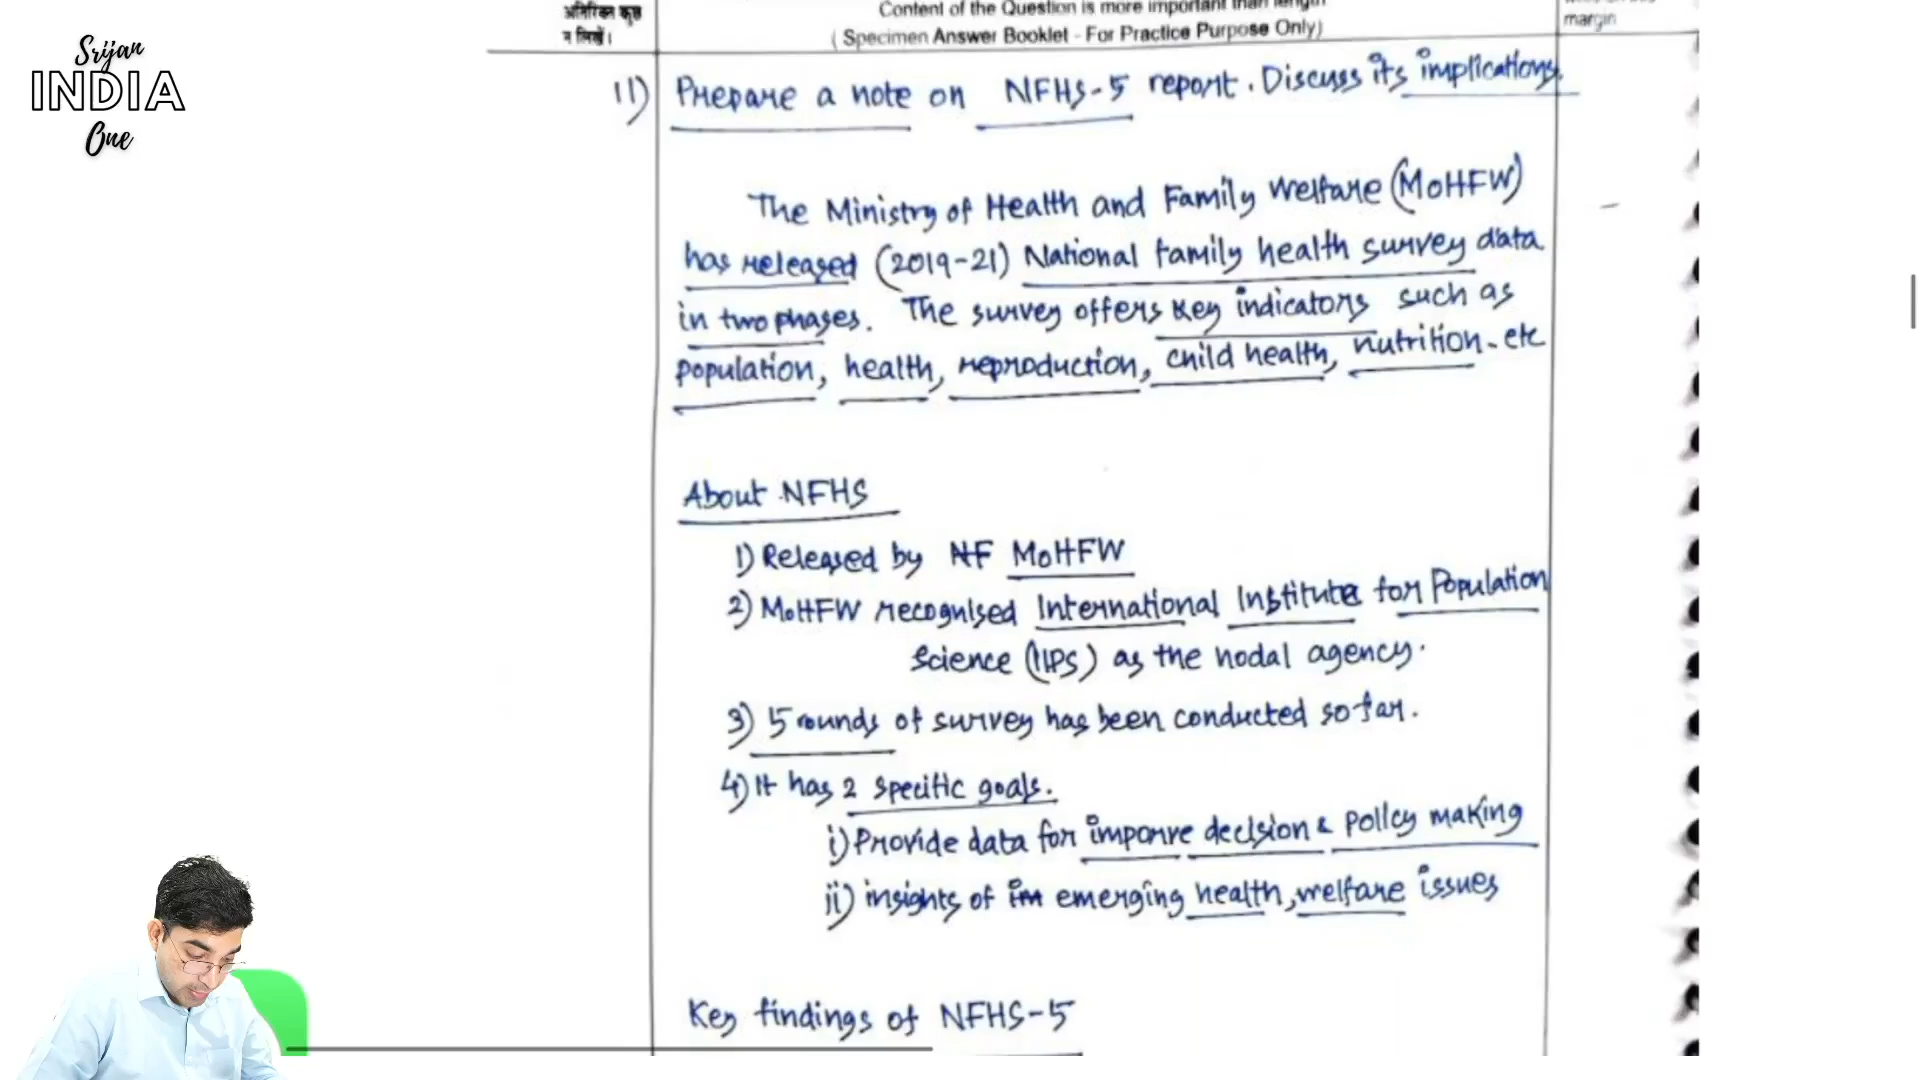 Srijan
INDIA
One
अतिरिक्त कुछ
न लिखें।
Content of the Question is more important than length
( Specimen Answer Booklet - For Practice Purpose Only)
margin
11) Prepare a note on NFHS-5 report. Discuss its implications.
The Ministry of Health and Family Welfare (MoHFW)
has released (2019-21) National family health survey data
in two phases. The survey offers key indicators such as
population, health, reproduction, child health, nutrition-etc
About NFHS
1) Released by NF MoHFW
2) MoHFW recognised International Institute for Population
Science (IIPS) as the nodal agency.
3) 5 rounds of survey has been conducted so far.
4) It has 2 specific goals.
i) Provide data for imporve decision & policy making
ii) insights of im emerging health, welfare issues
Key findings of NFHS-5